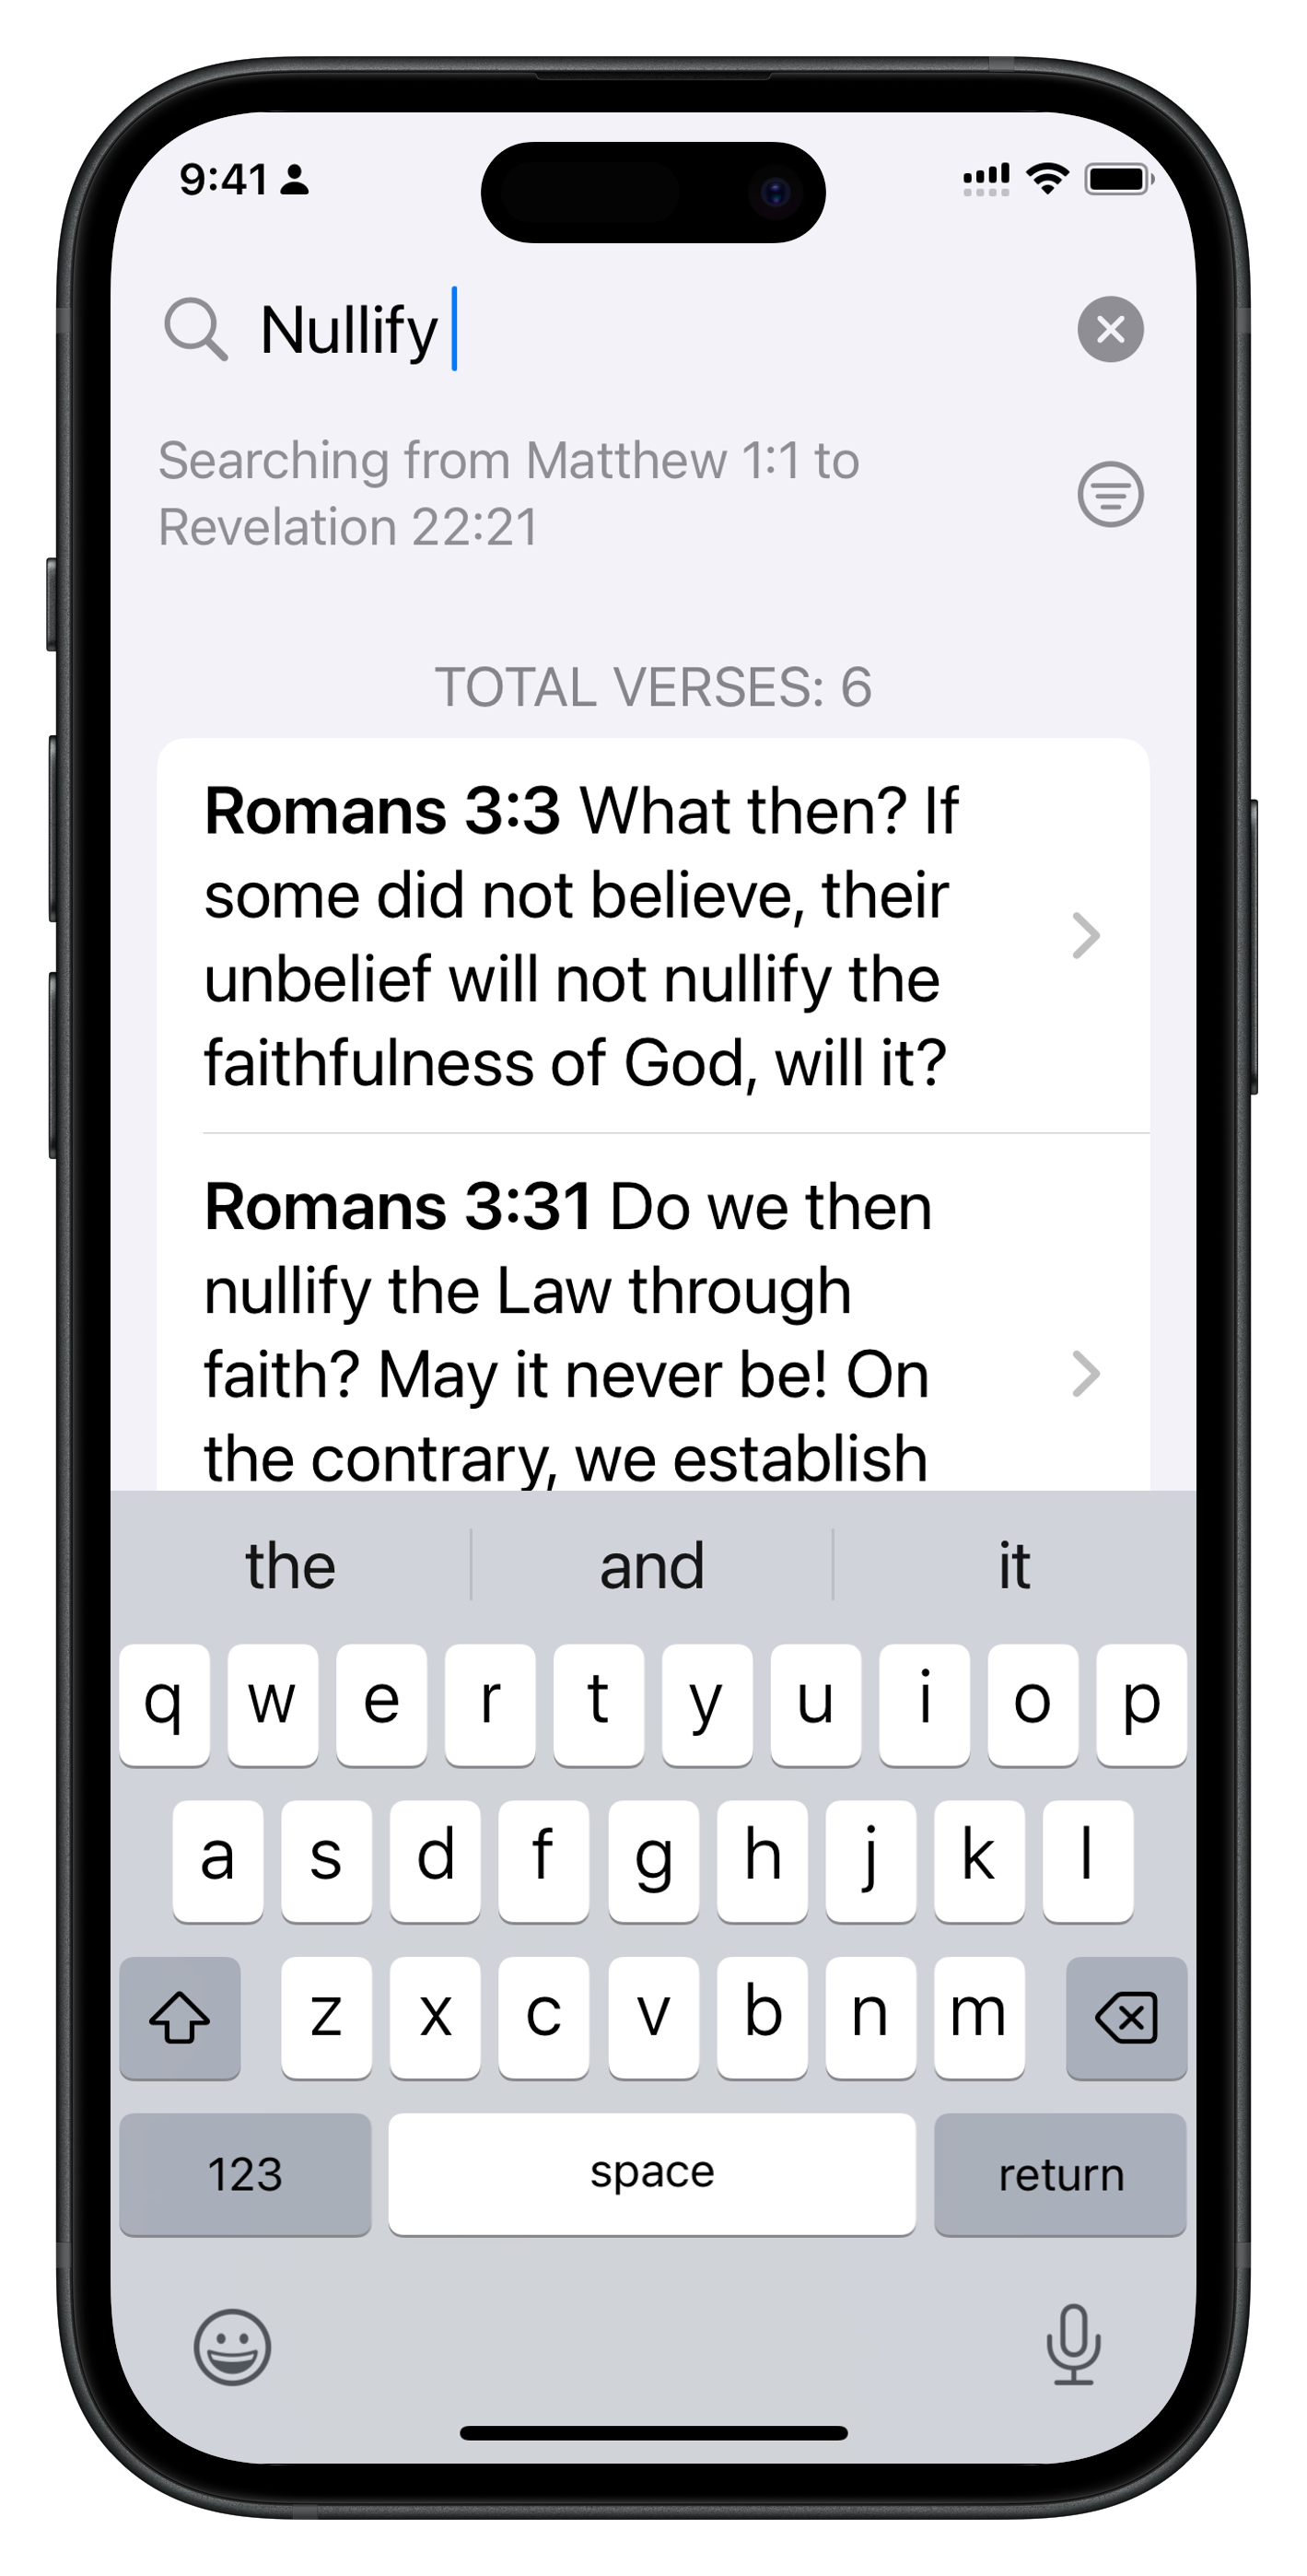 9:41
Nullify
Searching from Matthew 1:1 to
Revelation 22:21
TOTAL VERSES: 6
Romans 3:3 What then? If
some did not believe, their
unbelief will not nullify the
faithfulness of God, will it?
Romans 3:31 Do we then
nullify the Law through
faith? May it never be! On
the contrary, we establish
the and it
q w e r t y u i o p
a s d f g h j k l
z x c v b n m
123 space return